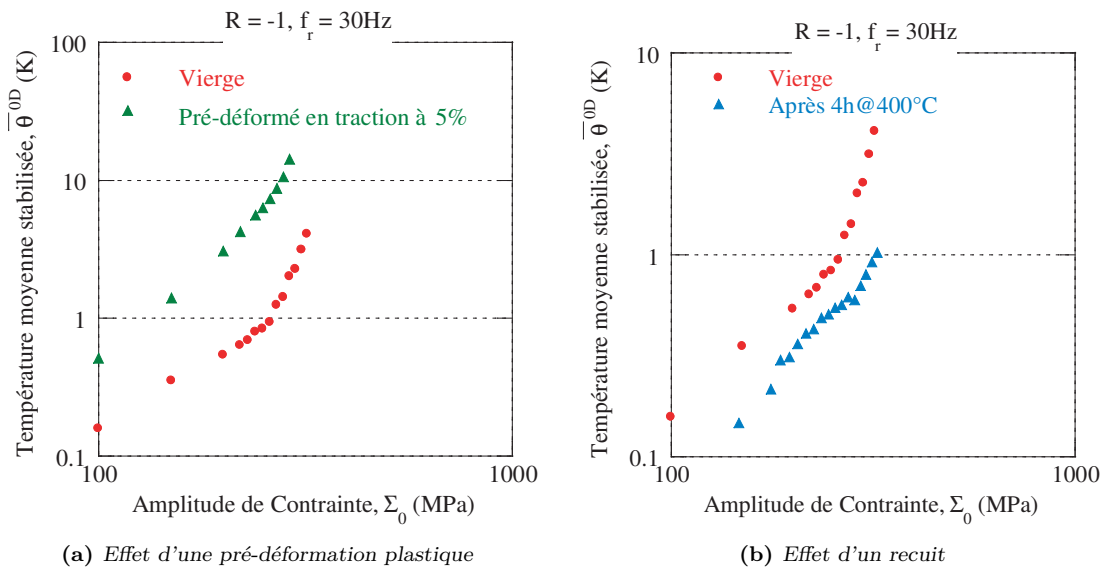 R = -1, f_r = 30Hz
100
10
1
0.1
100
1000
Température moyenne stabilisée, θ̅^0D (K)
Vierge
Pré-déformé en traction à 5%
Amplitude de Contrainte, Σ_0 (MPa)
(a) Effet d'une pré-déformation plastique
R = -1, f_r = 30Hz
10
1
0.1
100
1000
Température moyenne stabilisée, θ̅^0D (K)
Vierge
Après 4h@400°C
Amplitude de Contrainte, Σ_0 (MPa)
(b) Effet d'un recuit